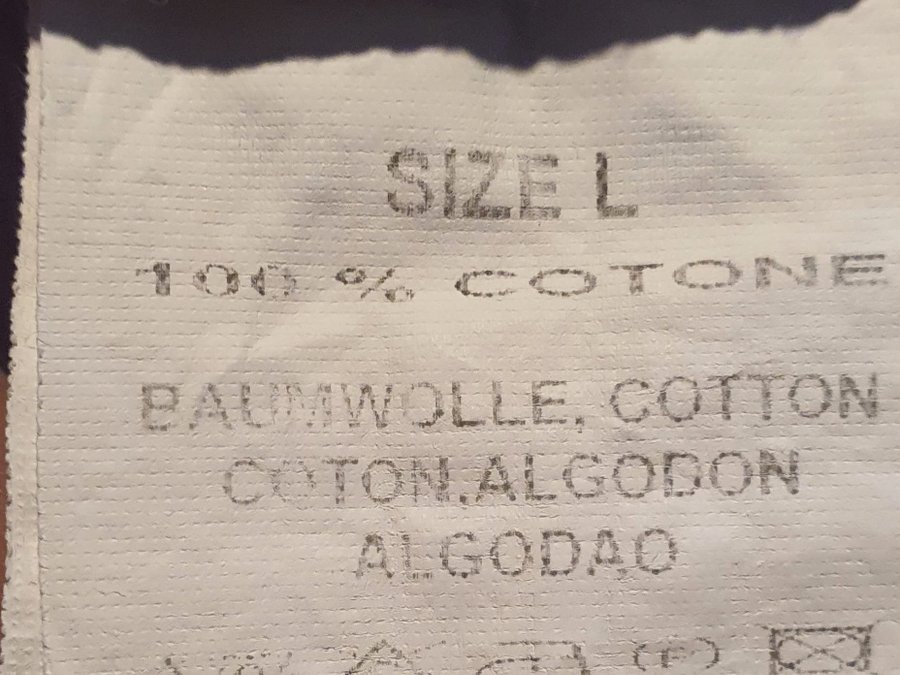 SIZE L
100 % COTONE
BAUMWOLLE, COTTON
COTON.ALGODON
ALGODAO